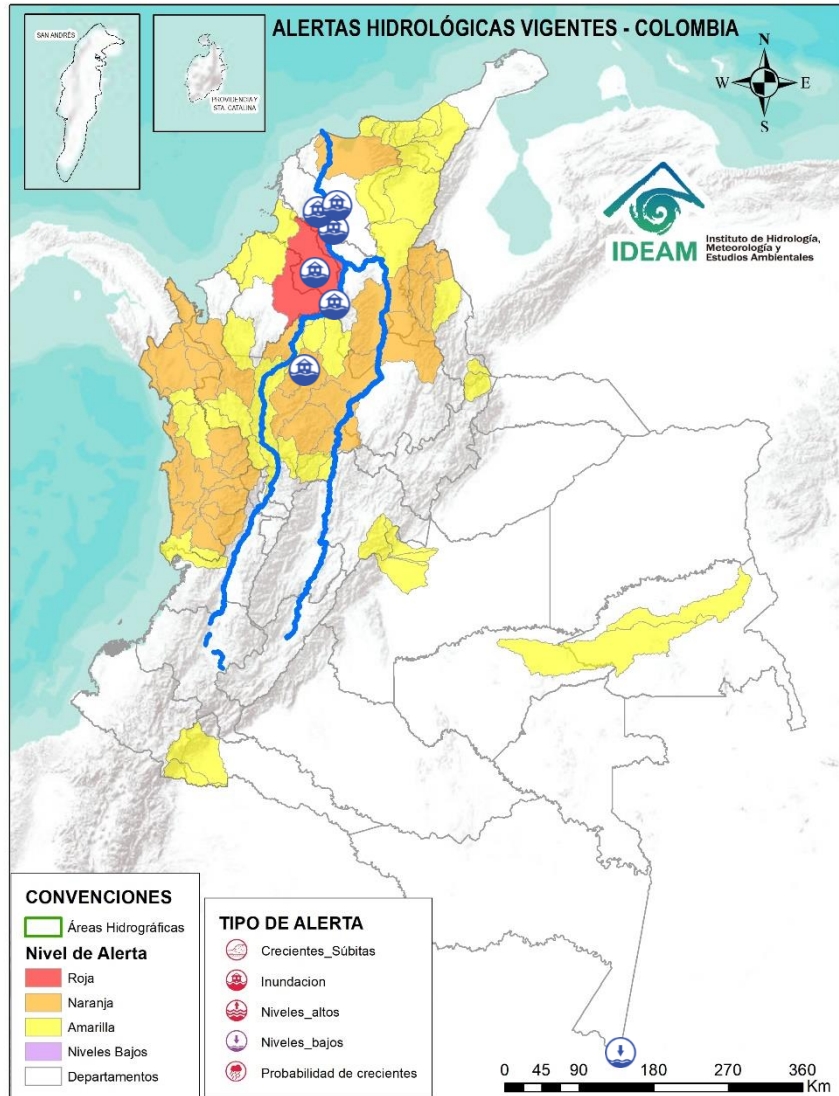 ALERTAS HIDROLÓGICAS VIGENTES - COLOMBIA
SAN ANDRÉS
PROVIDENCIA Y
STA. CATALINA
N
W
E
S
IDEAM
Instituto de Hidrología,
Meteorología y
Estudios Ambientales
CONVENCIONES
Áreas Hidrográficas
Nivel de Alerta
Roja
Naranja
Amarilla
Niveles Bajos
Departamentos
TIPO DE ALERTA
Crecientes_Súbitas
Inundacion
Niveles_altos
Niveles_bajos
Probabilidad de crecientes
0 45 90 180 270 360
Km